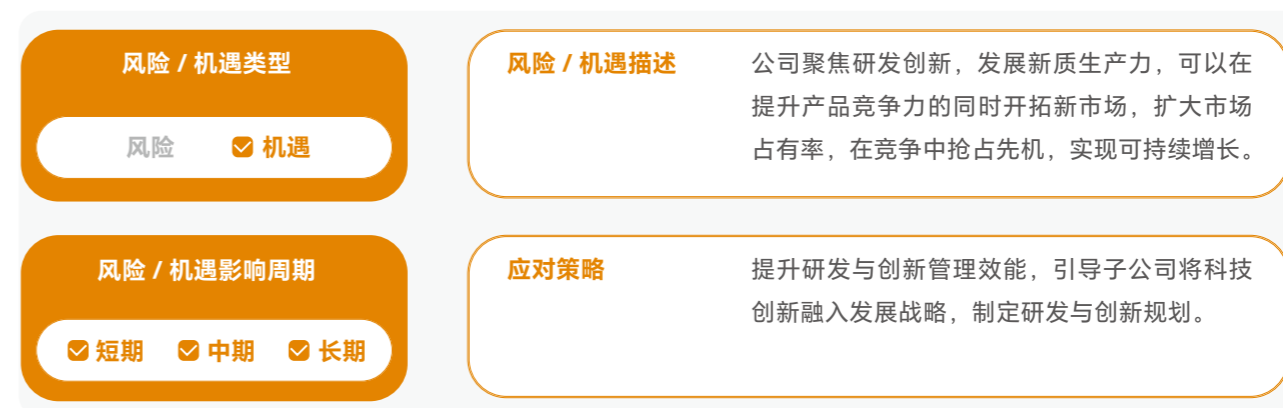 风险 / 机遇类型
风险 机遇
风险 / 机遇描述
公司聚焦研发创新，发展新质生产力，可以在
提升产品竞争力的同时开拓新市场，扩大市场
占有率，在竞争中抢占先机，实现可持续增长。
风险 / 机遇影响周期
短期 中期 长期
应对策略
提升研发与创新管理效能，引导子公司将科技
创新融入发展战略，制定研发与创新规划。